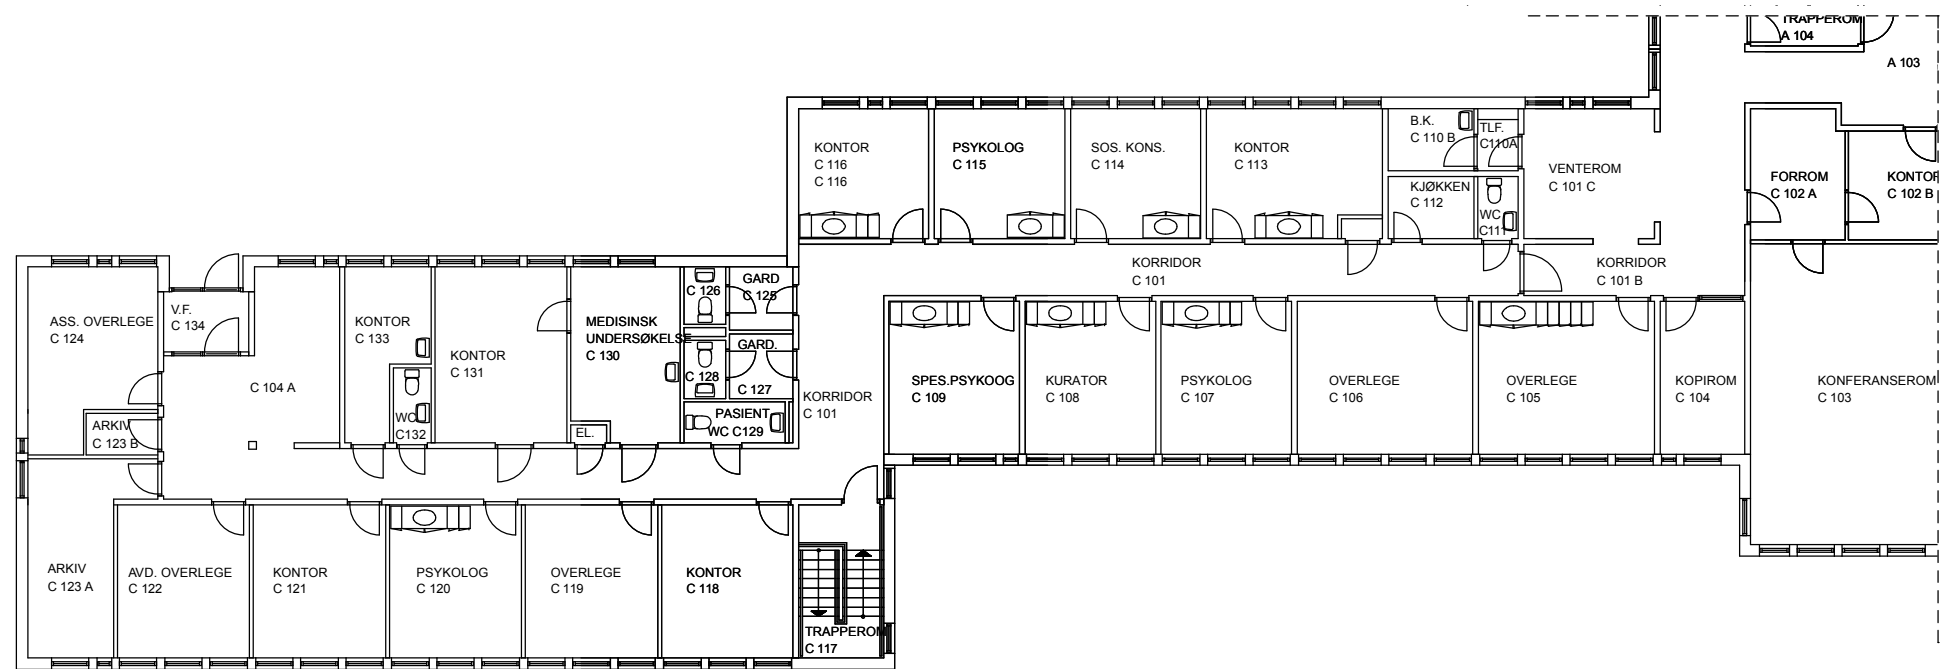 TRAPPEROM
A 104
A 103
KONTOR
C 116
C 116
PSYKOLOG
C 115
SOS. KONS.
C 114
KONTOR
C 113
B.K.
C 110 B
TLF.
C110A
KJØKKEN
C 112
WC
C111
VENTEROM
C 101 C
FORROM
C 102 A
KONTOR
C 102 B
KORRIDOR
C 101
KORRIDOR
C 101 B
ASS. OVERLEGE
C 124
V.F.
C 134
C 104 A
KONTOR
C 133
KONTOR
C 131
MEDISINSK
UNDERSØKELSE
C 130
C 126
GARD
C 125
C 128
GARD.
C 127
PASIENT
WC C129
WC
C132
EL.
ARKIV
C 123 B
KORRIDOR
C 101
SPES.PSYKOOG
C 109
KURATOR
C 108
PSYKOLOG
C 107
OVERLEGE
C 106
OVERLEGE
C 105
KOPIROM
C 104
KONFERANSEROM
C 103
ARKIV
C 123 A
AVD. OVERLEGE
C 122
KONTOR
C 121
PSYKOLOG
C 120
OVERLEGE
C 119
KONTOR
C 118
TRAPPEROM
C 117